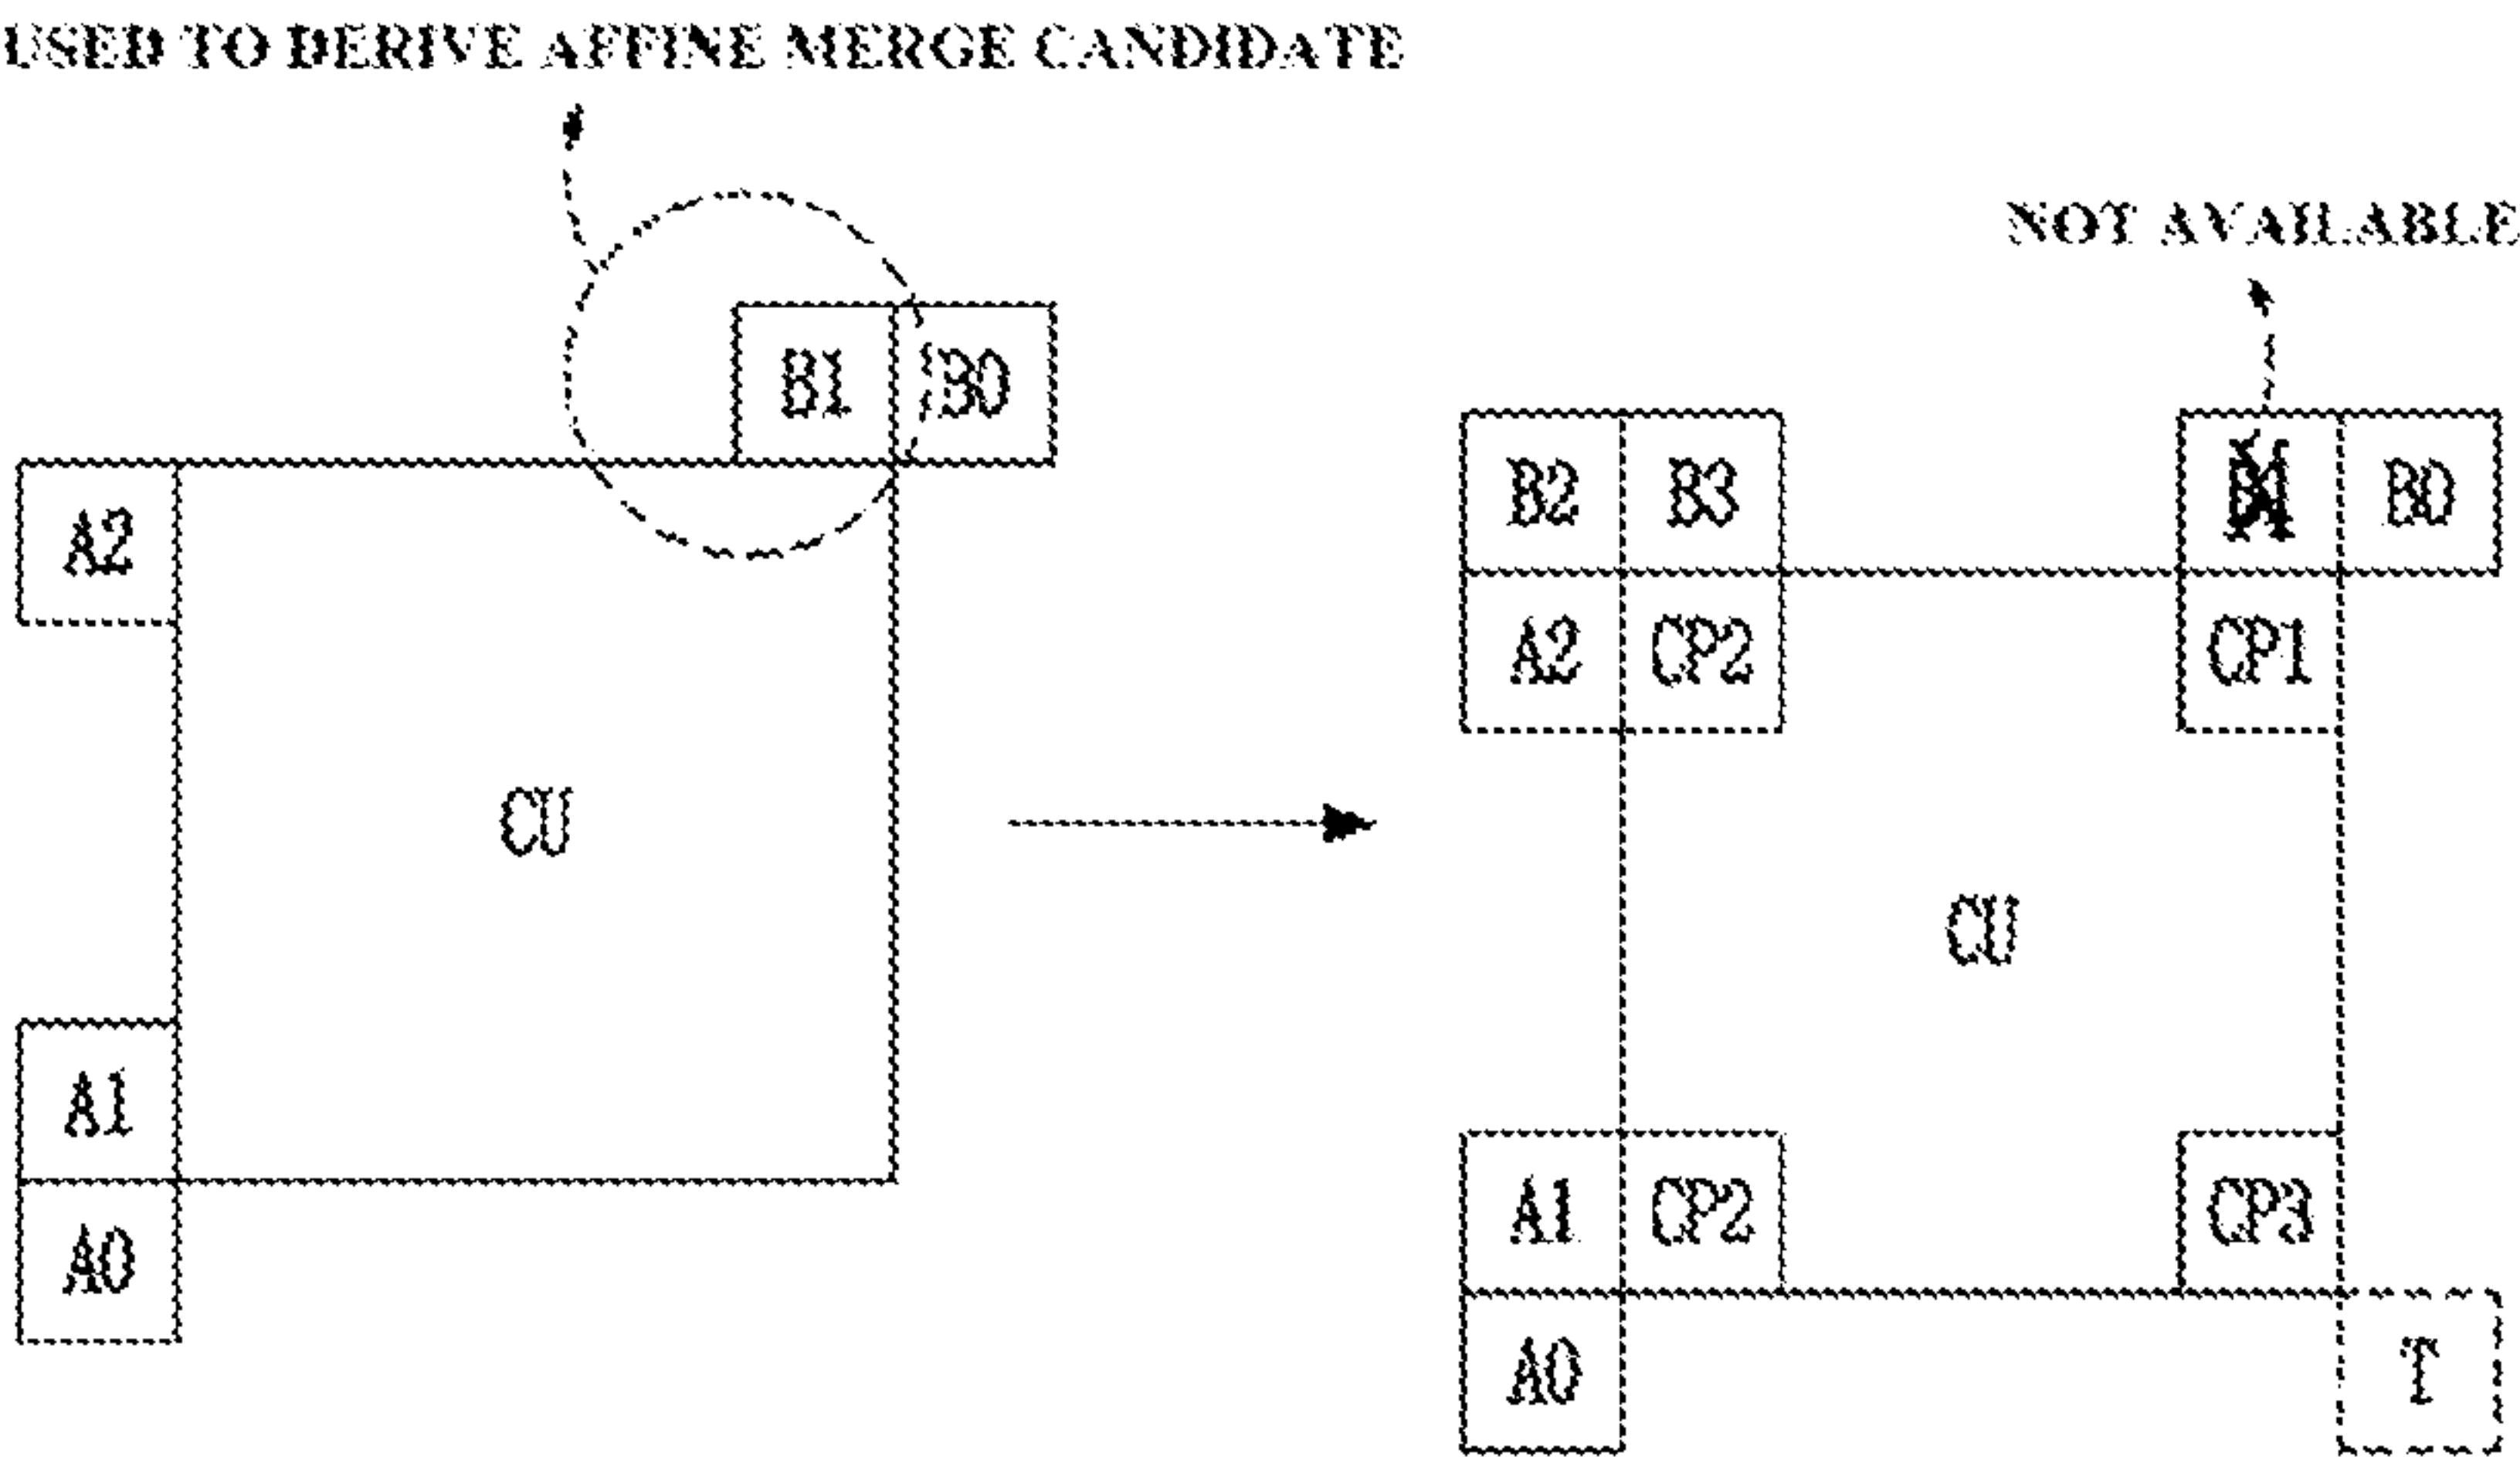 USED TO DERIVE AFFINE MERGE CANDIDATE
NOT AVAILABLE
B1 B0
A2
CU
A1
A0
B2 B3 B1 B0
A2 CP2 CP1
CU
A1 CP2 CP3
A0 T